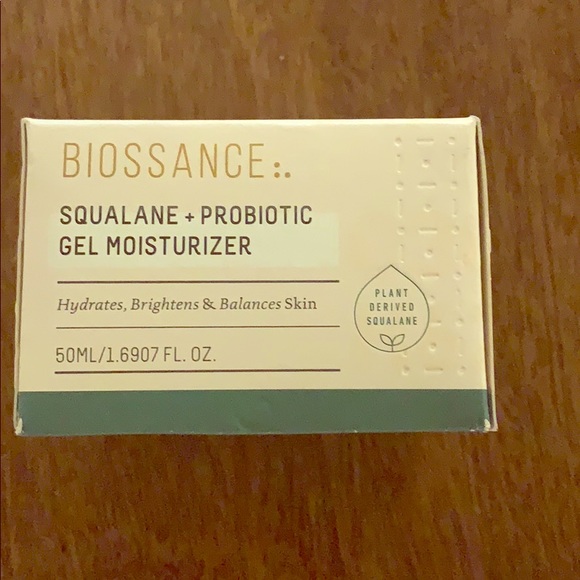 BIOSSANCE:.
SQUALANE + PROBIOTIC
GEL MOISTURIZER
Hydrates, Brightens & Balances Skin
50ML/1.6907 FL. OZ.
PLANT
DERIVED
SQUALANE